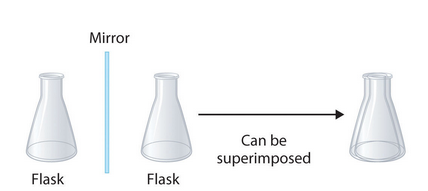 Mirror
Flask
Flask
Can be
superimposed